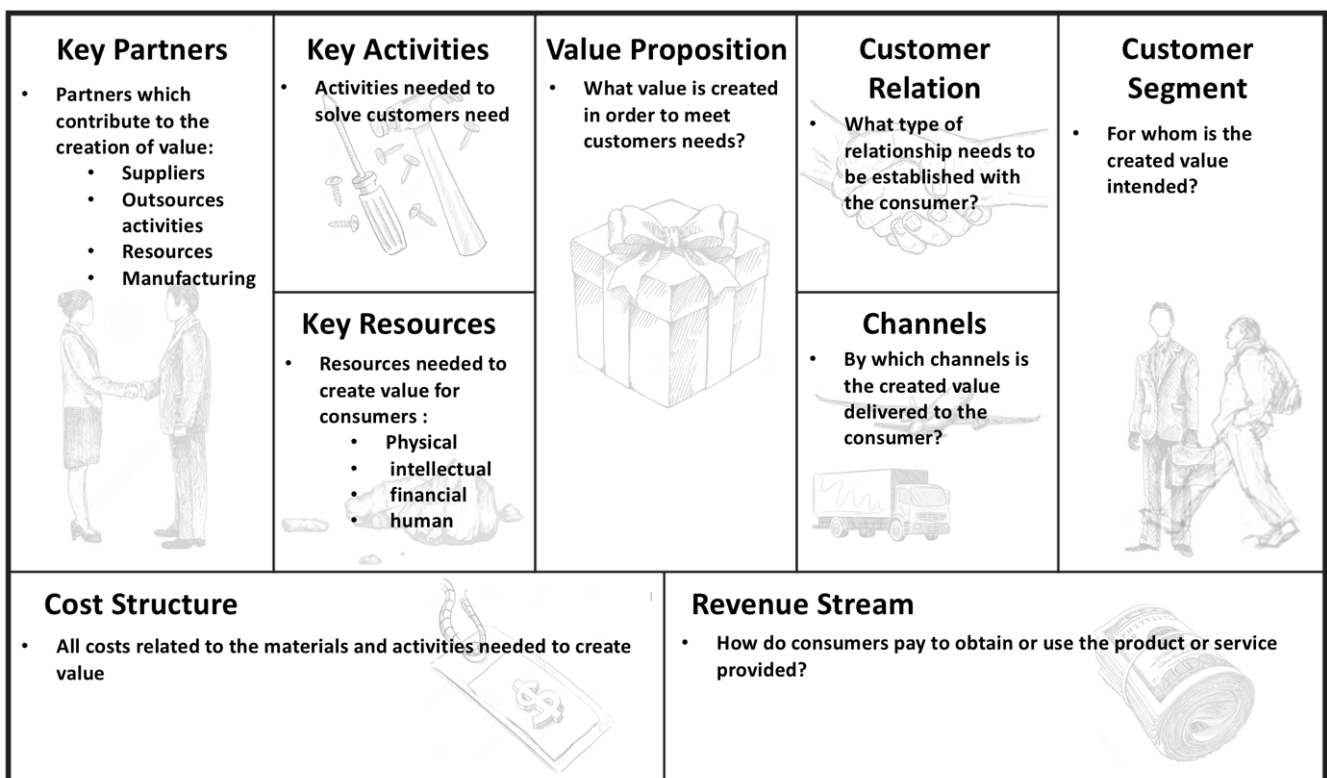 Key Partners
• Partners which
contribute to the
creation of value:
• Suppliers
• Outsources
activities
• Resources
• Manufacturing
Key Activities
• Activities needed to
solve customers need
Key Resources
• Resources needed to
create value for
consumers :
• Physical
• intellectual
• financial
• human
Value Proposition
• What value is created
in order to meet
customers needs?
Customer
Relation
• What type of
relationship needs to
be established with
the consumer?
Channels
• By which channels is
the created value
delivered to the
consumer?
Customer
Segment
• For whom is the
created value
intended?
Cost Structure
• All costs related to the materials and activities needed to create
value
$
Revenue Stream
• How do consumers pay to obtain or use the product or service
provided?